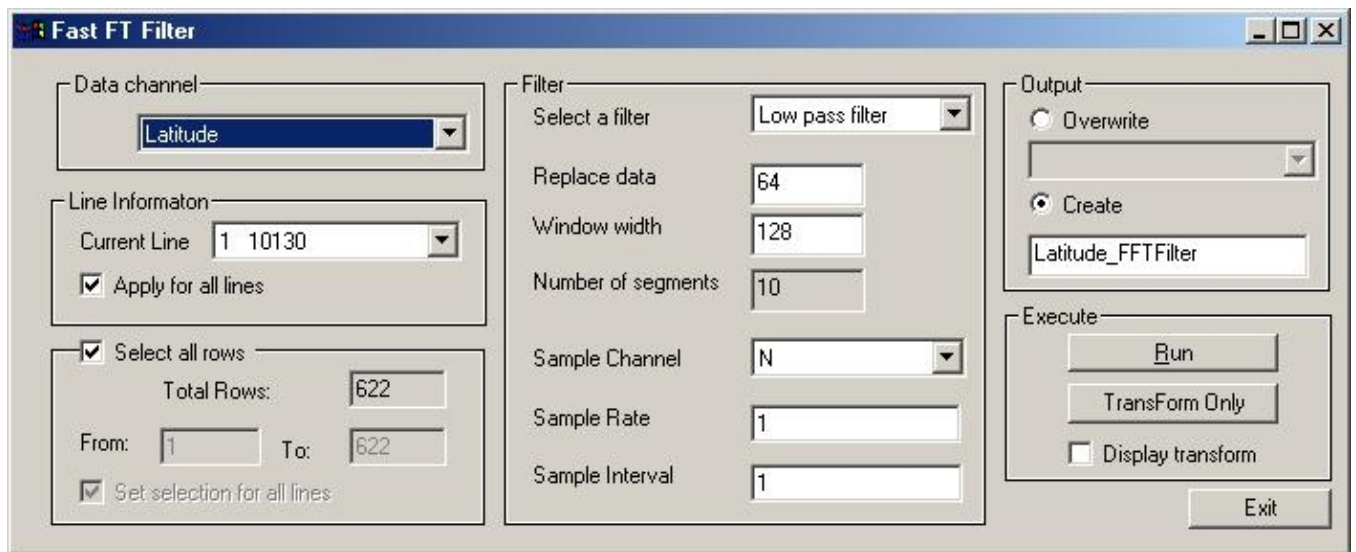 Fast FT Filter
Data channel
Latitude
Line Informaton
Current Line 1 10130
Apply for all lines
Select all rows
Total Rows: 622
From: 1 To: 622
Set selection for all lines
Filter
Select a filter Low pass filter
Replace data 64
Window width 128
Number of segments 10
Sample Channel N
Sample Rate 1
Sample Interval 1
Output
Overwrite
Create
Latitude_FFTFilter
Execute
Run
TransForm Only
Display transform
Exit